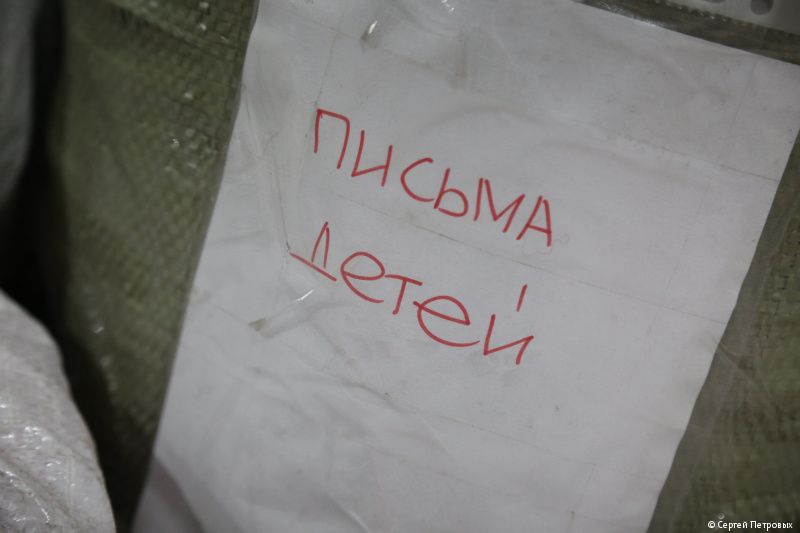 письма
детей
© Сергей Петровых